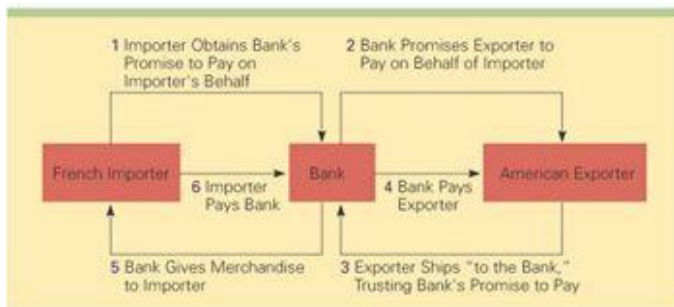 1 Importer Obtains Bank's
Promise to Pay on
Importer's Behalf
2 Bank Promises Exporter to
Pay on Behalf of Importer
French Importer
Bank
American Exporter
6 Importer
Pays Bank
4 Bank Pays
Exporter
5 Bank Gives Merchandise
to Importer
3 Exporter Ships "to the Bank,"
Trusting Bank's Promise to Pay